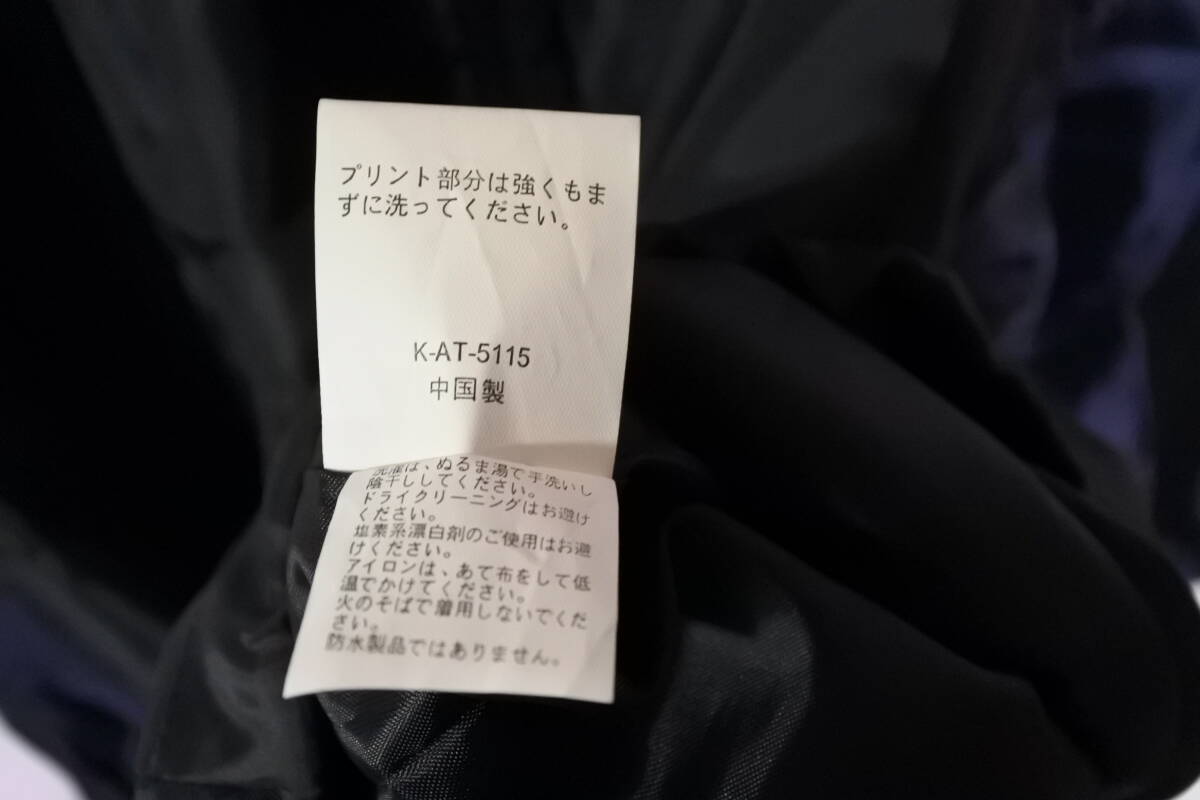 プリント部分は強くもま
ずに洗ってください。
K-AT-5115
中国製
洗濯は、ぬるま湯で手洗いし
陰干ししてください。
ドライクリーニングはお避け
ください。
塩素系漂白剤のご使用はお避
けください。
アイロンは、あて布をして低
温でかけてください。
火のそばで着用しないでくだ
さい。
防水製品ではありません。